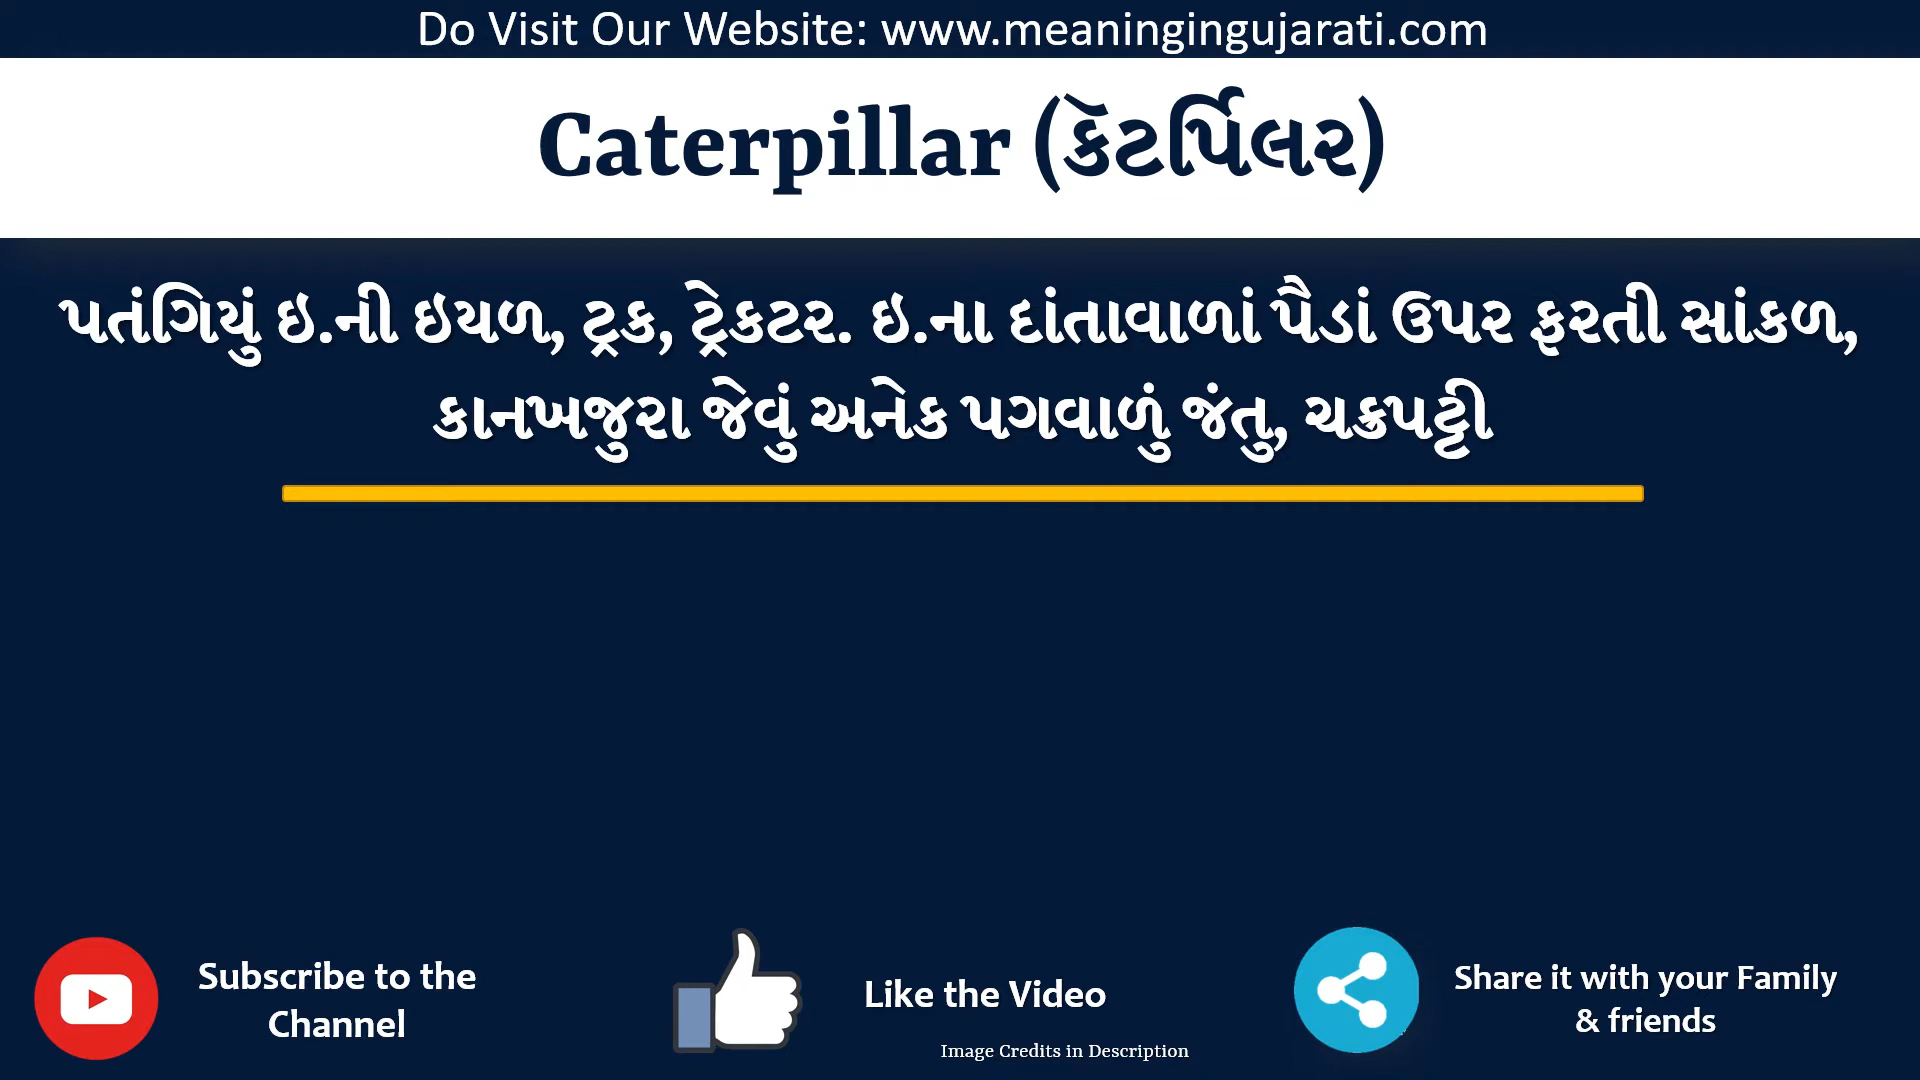 Do Visit Our Website: www.meaningingujarati.com
Caterpillar (કૅટર્પિલર)
પતંગિયું ઇ.ની ઇયળ, ટ્રક, ટ્રેકટર. ઇ.ના દાંતાવાળાં પૈડાં ઉપર ફરતી સાંકળ,
કાનખજુરા જેવું અનેક પગવાળું જંતુ, ચક્રપટ્ટી
Subscribe to the
Channel
Like the Video
Share it with your Family
& friends
Image Credits in Description